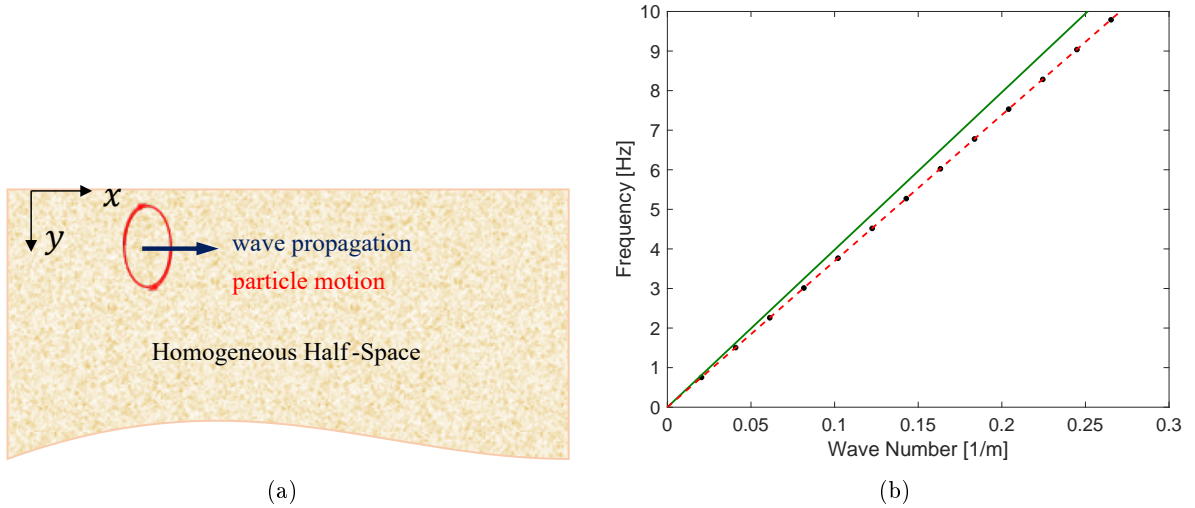 x
y
wave propagation
particle motion
Homogeneous Half-Space
(a)
10
9
8
7
6
5
4
3
2
1
0
Frequency [Hz]
0
0.05
0.1
0.15
0.2
0.25
0.3
Wave Number [1/m]
(b)